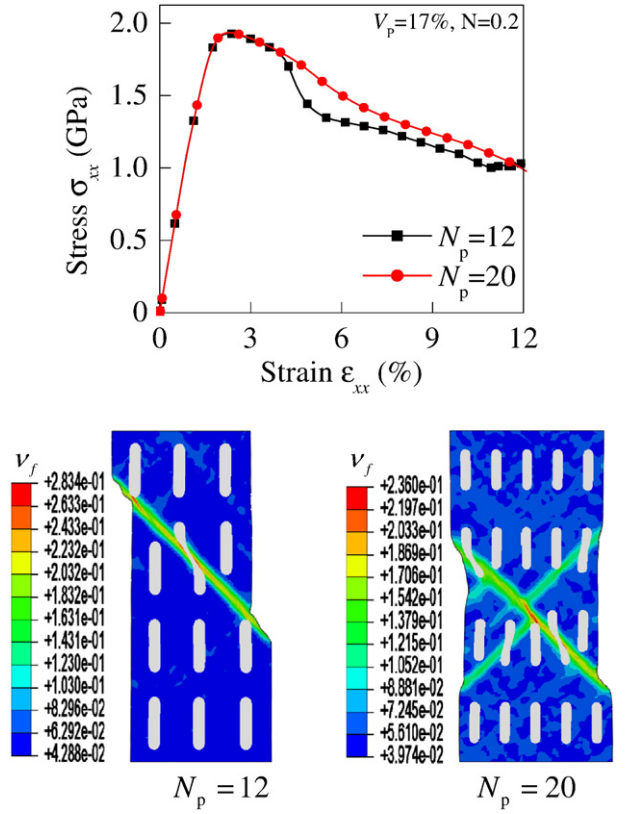 V_P=17%, N=0.2
2.0
1.5
1.0
0.5
0
Stress σ_xx (GPa)
N_p=12
N_p=20
0 3 6 9 12
Strain ε_xx (%)
ν_f
+2.834e-01
+2.633e-01
+2.433e-01
+2.232e-01
+2.032e-01
+1.832e-01
+1.631e-01
+1.431e-01
+1.230e-01
+1.030e-01
+8.296e-02
+6.292e-02
+4.288e-02
N_p=12
ν_f
+2.360e-01
+2.197e-01
+2.033e-01
+1.869e-01
+1.706e-01
+1.542e-01
+1.379e-01
+1.215e-01
+1.052e-01
+8.881e-02
+7.245e-02
+5.610e-02
+3.974e-02
N_p=20